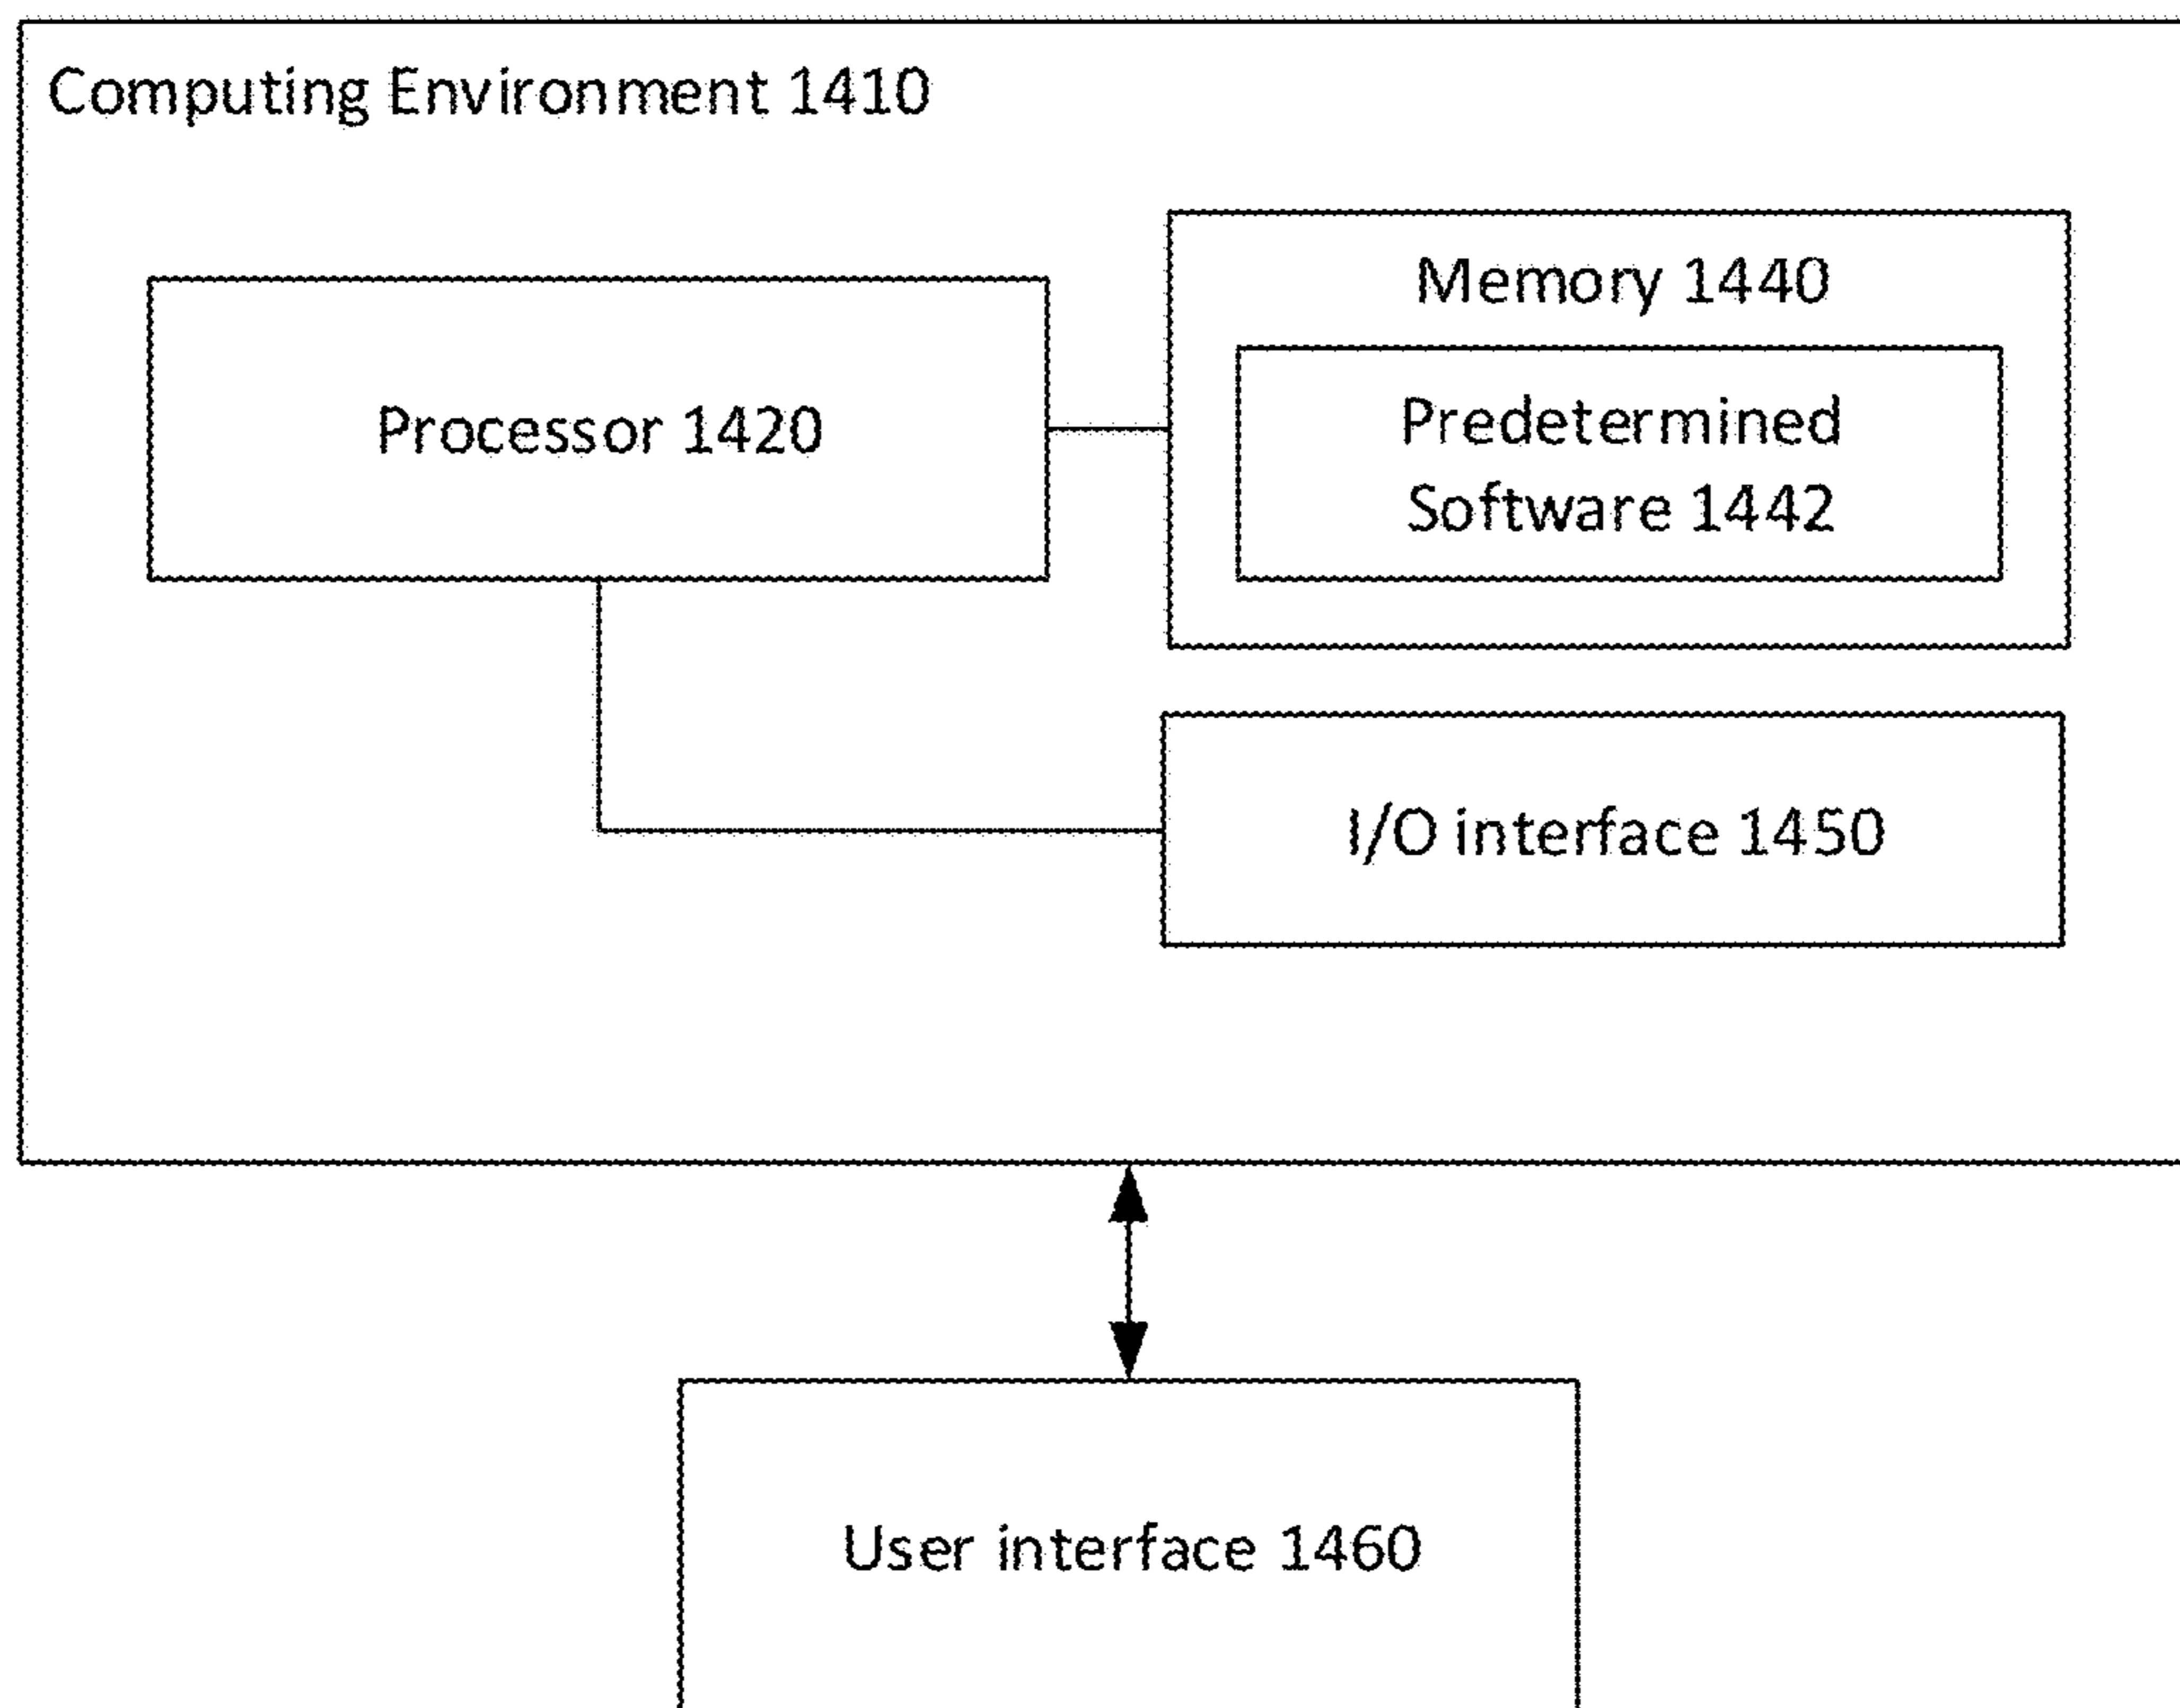 Computing Environment 1410
Memory 1440
Processor 1420
Predetermined
Software 1442
I/O interface 1450
User interface 1460